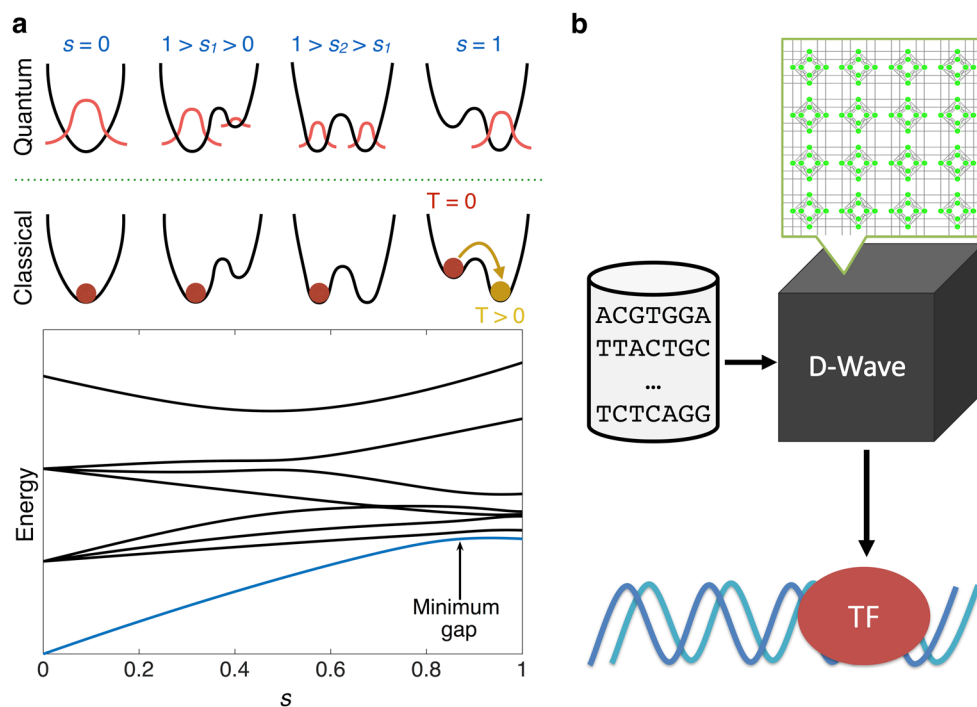 a
s = 0
1 > s₁ > 0
1 > s₂ > s₁
s = 1
Quantum
T = 0
Classical
T > 0
Energy
Minimum
gap
0
0.2
0.4
0.6
0.8
1
s
b
ACGTGGA
TTACTGC
...
TCTCAGG
D-Wave
TF